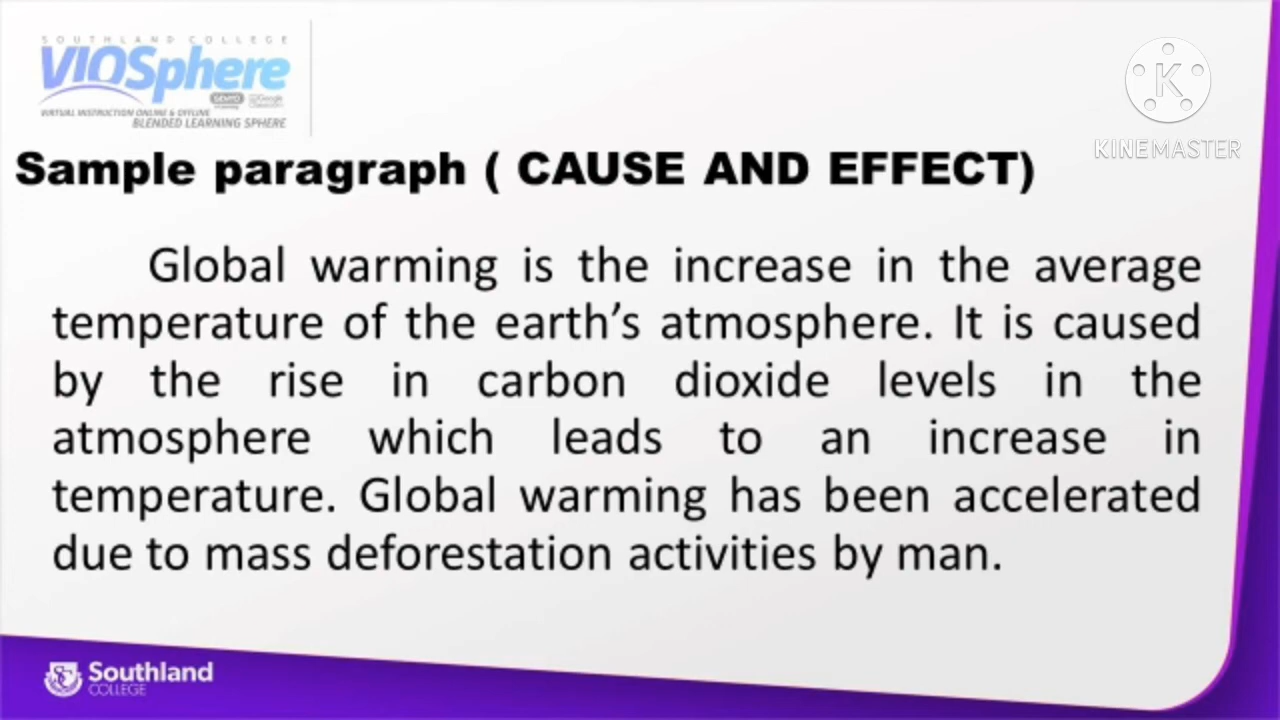 SOUTHLAND COLLEGE
VIOSphere
GENYO
Google
Classroom
VIRTUAL INSTRUCTION ONLINE & OFFLINE
BLENDED LEARNING SPHERE
K
KINEMASTER
Sample paragraph ( CAUSE AND EFFECT)
Global warming is the increase in the average
temperature of the earth’s atmosphere. It is caused
by the rise in carbon dioxide levels in the
atmosphere which leads to an increase in
temperature. Global warming has been accelerated
due to mass deforestation activities by man.
Southland
COLLEGE